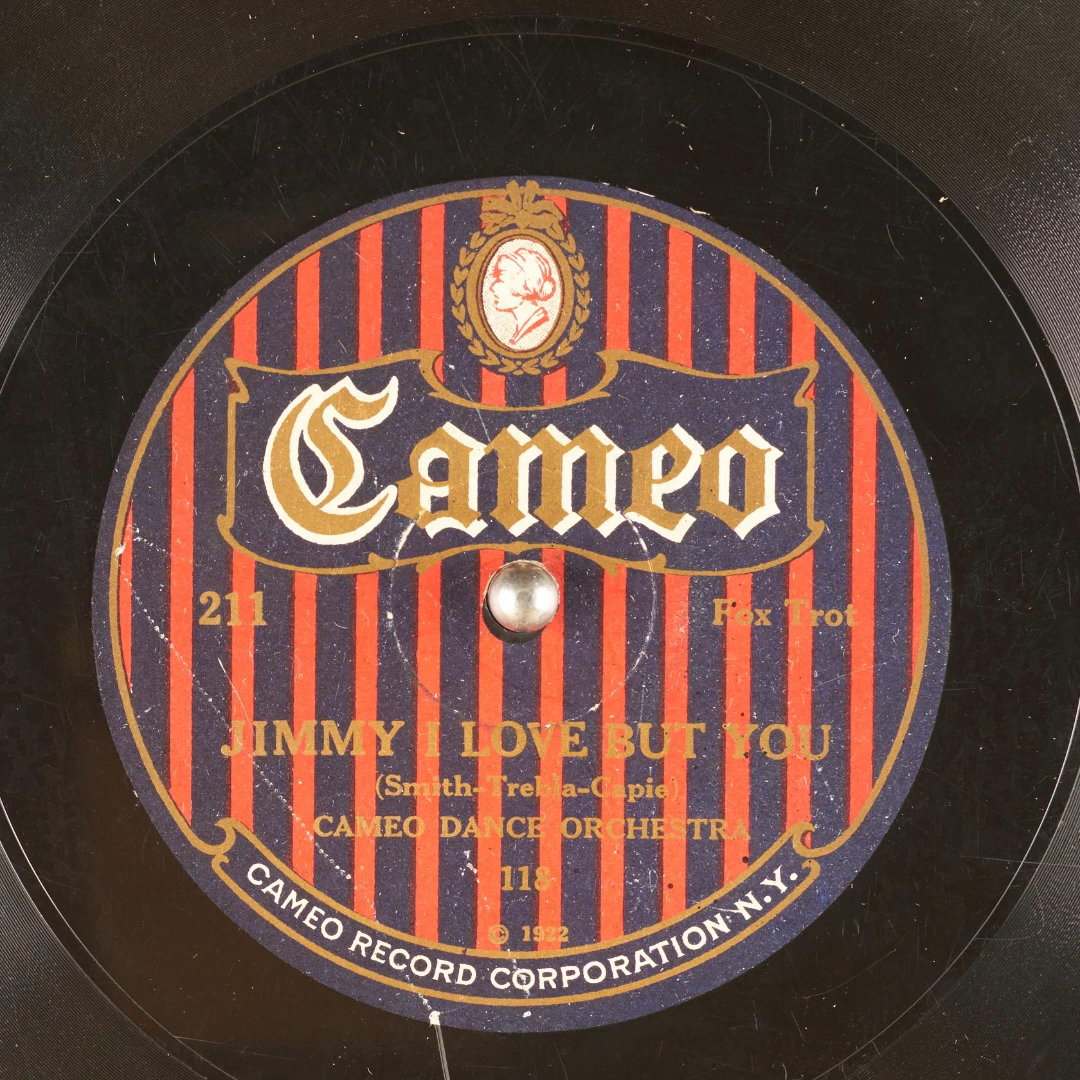 Cameo
211
Fox Trot
JIMMY I LOVE BUT YOU
(Smith-Trebla-Capie)
CAMEO DANCE ORCHESTRA
118
© 1922
CAMEO RECORD CORPORATION N.Y.